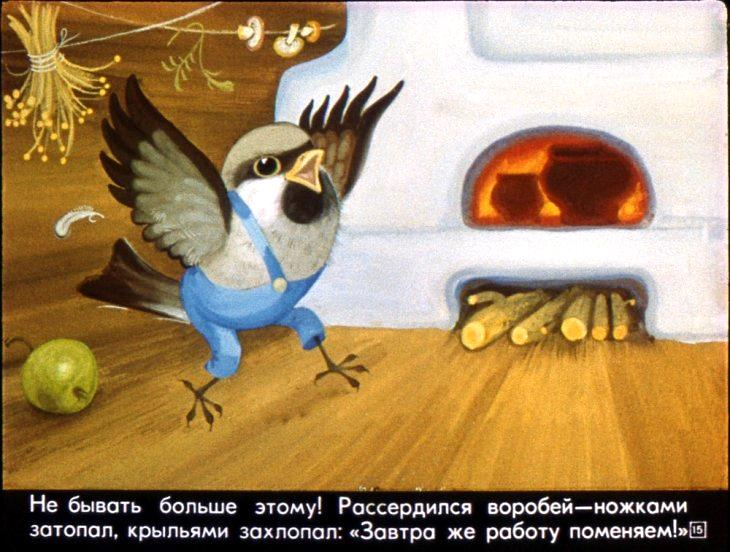 Не бывать больше этому! Рассердился воробей—ножками
затопал, крыльями захлопал: «Завтра же работу поменяем!» 15